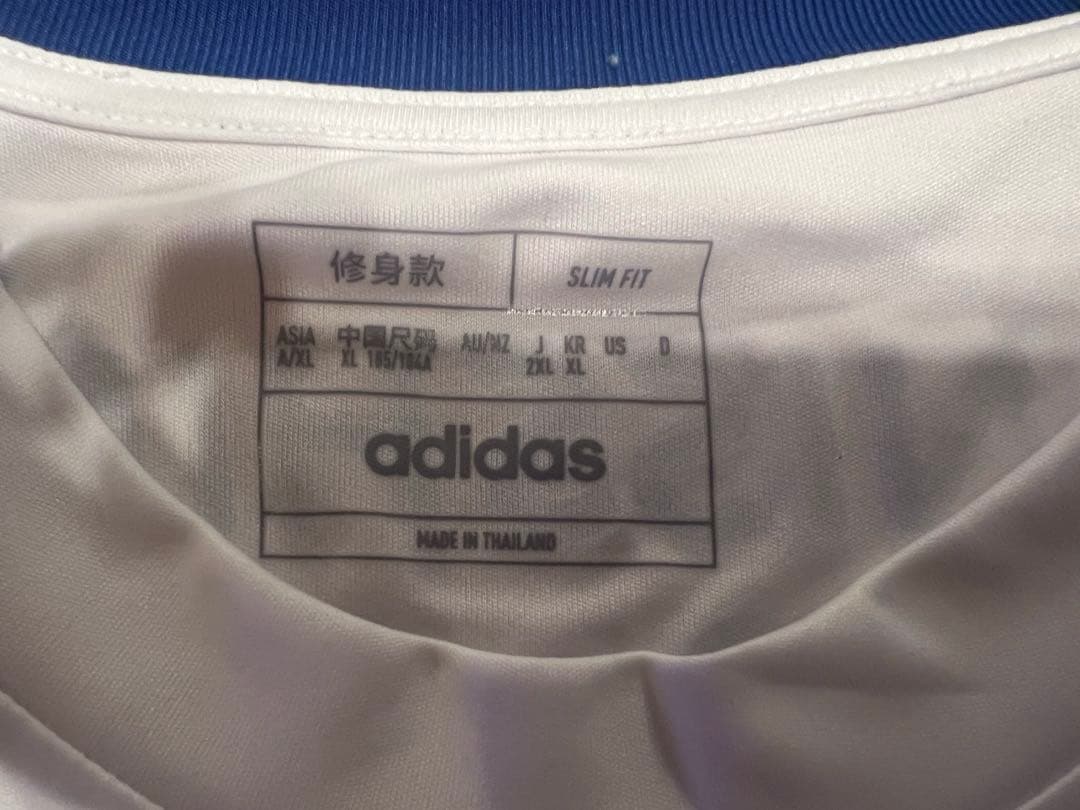 修身款 SLIM FIT
ASIA 中国尺码 AU/NZ J KR US D
A/XL XL 185/104A 2XL XL
adidas
MADE IN THAILAND